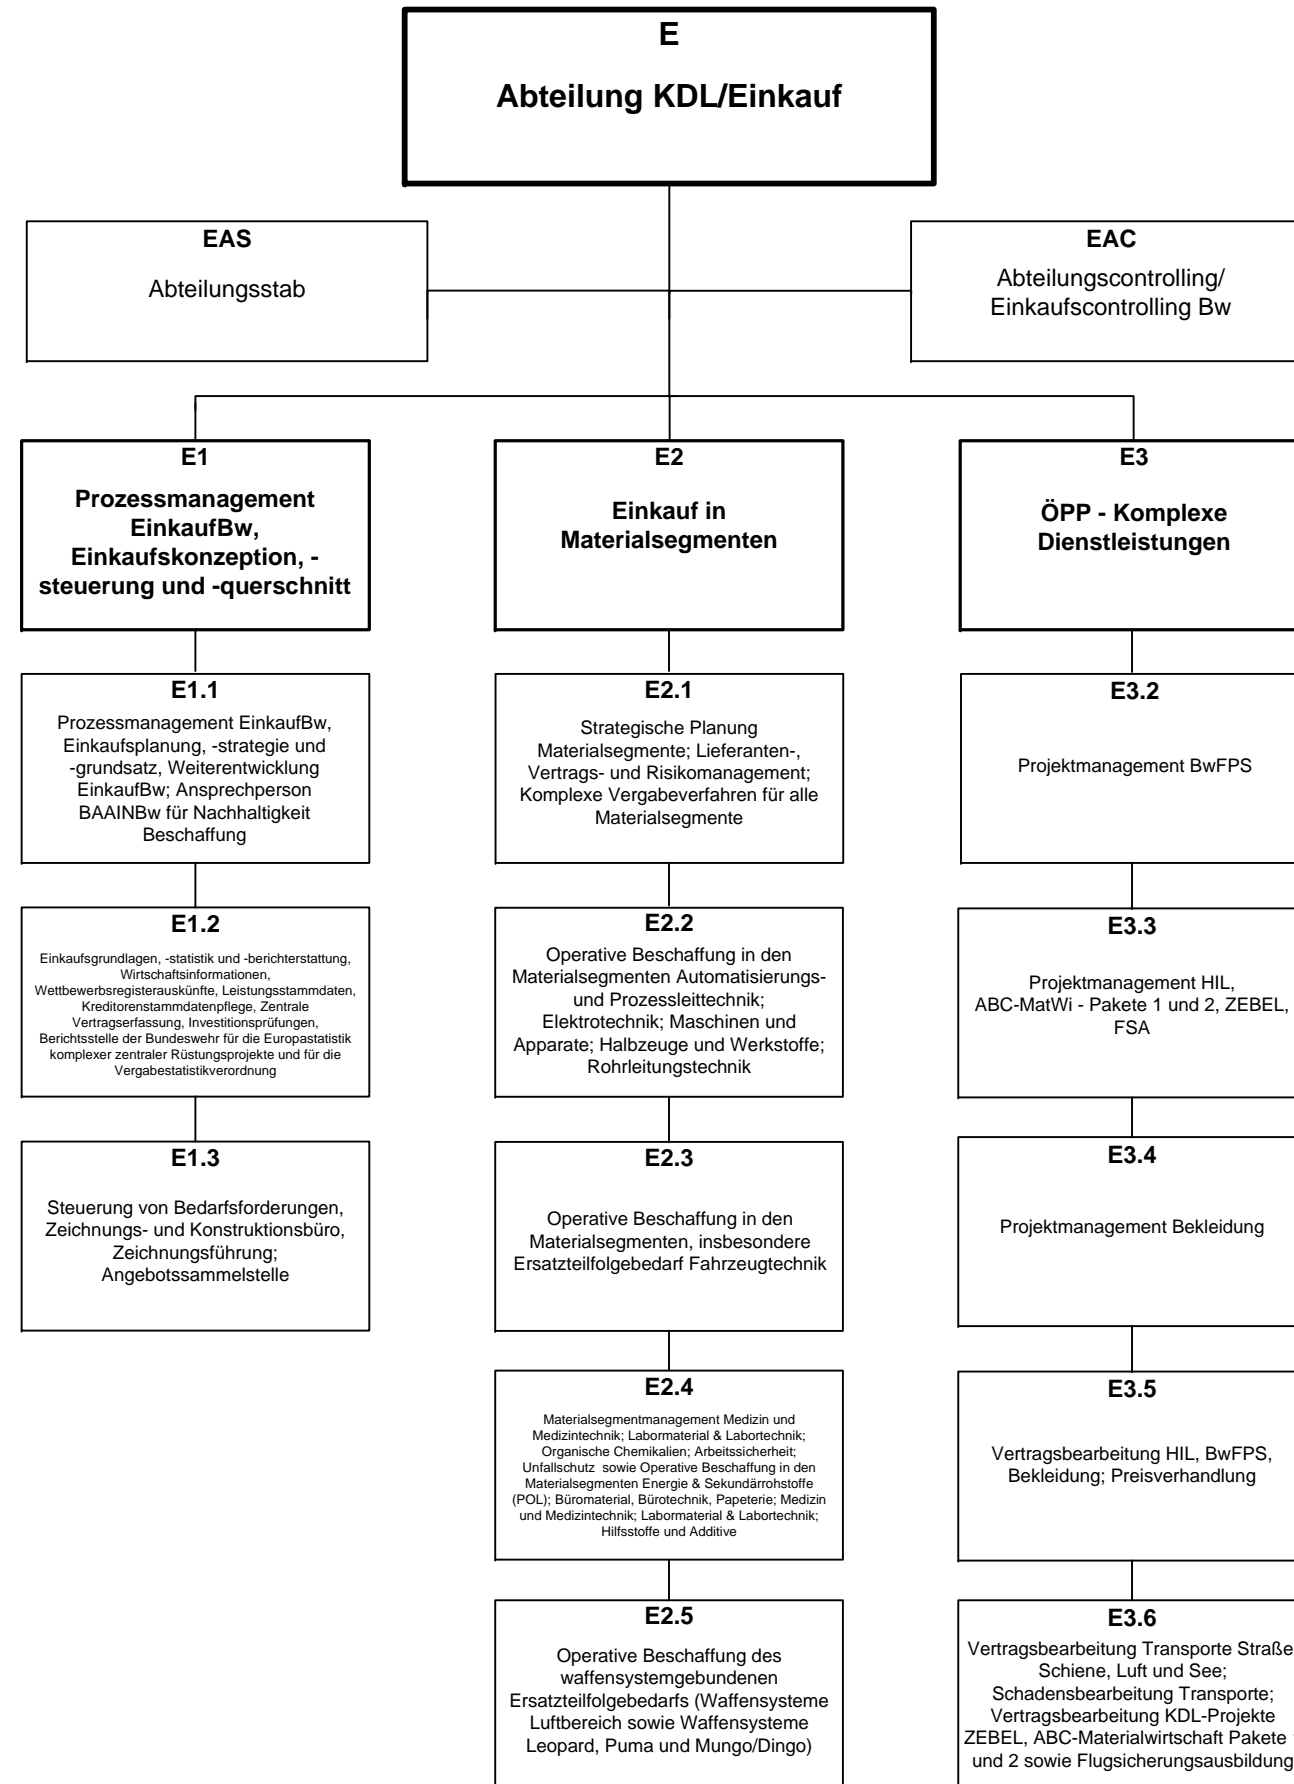 E
Abteilung KDL/Einkauf
EAS
Abteilungsstab
EAC
Abteilungscontrolling/
Einkaufscontrolling Bw
E1
Prozessmanagement
EinkaufBw,
Einkaufskonzeption, -
steuerung und -querschnitt
E1.1
Prozessmanagement EinkaufBw,
Einkaufsplanung, -strategie und
-grundsatz, Weiterentwicklung
EinkaufBw; Ansprechperson
BAAINBw für Nachhaltigkeit
Beschaffung
E1.2
Einkaufsgrundlagen, -statistik und -berichterstattung,
Wirtschaftsinformationen,
Wettbewerbsregisterauskünfte, Leistungsstammdaten,
Kreditorenstammdatenpflege, Zentrale
Vertragserfassung, Investitionsprüfungen,
Berichtsstelle der Bundeswehr für die Europastatistik
komplexer zentraler Rüstungsprojekte und für die
Vergabestatistikverordnung
E1.3
Steuerung von Bedarfsforderungen,
Zeichnungs- und Konstruktionsbüro,
Zeichnungsführung;
Angebotssammelstelle
E2
Einkauf in
Materialsegmenten
E2.1
Strategische Planung
Materialsegmente; Lieferanten-,
Vertrags- und Risikomanagement;
Komplexe Vergabeverfahren für alle
Materialsegmente
E2.2
Operative Beschaffung in den
Materialsegmenten Automatisierungs-
und Prozessleittechnik;
Elektrotechnik; Maschinen und
Apparate; Halbzeuge und Werkstoffe;
Rohrleitungstechnik
E2.3
Operative Beschaffung in den
Materialsegmenten, insbesondere
Ersatzteilfolgebedarf Fahrzeugtechnik
E2.4
Materialsegmentmanagement Medizin und
Medizintechnik; Labormaterial & Labortechnik;
Organische Chemikalien; Arbeitssicherheit;
Unfallschutz sowie Operative Beschaffung in den
Materialsegmenten Energie & Sekundärrohstoffe
(POL); Büromaterial, Bürotechnik, Papeterie; Medizin
und Medizintechnik; Labormaterial & Labortechnik;
Hilfsstoffe und Additive
E2.5
Operative Beschaffung des
waffensystemgebundenen
Ersatzteilfolgebedarfs (Waffensysteme
Luftbereich sowie Waffensysteme
Leopard, Puma und Mungo/Dingo)
E3
ÖPP - Komplexe
Dienstleistungen
E3.2
Projektmanagement BwFPS
E3.3
Projektmanagement HIL,
ABC-MatWi - Pakete 1 und 2, ZEBEL,
FSA
E3.4
Projektmanagement Bekleidung
E3.5
Vertragsbearbeitung HIL, BwFPS,
Bekleidung; Preisverhandlung
E3.6
Vertragsbearbeitung Transporte Straße
Schiene, Luft und See;
Schadensbearbeitung Transporte;
Vertragsbearbeitung KDL-Projekte
ZEBEL, ABC-Materialwirtschaft Pakete
und 2 sowie Flugsicherungsausbildung